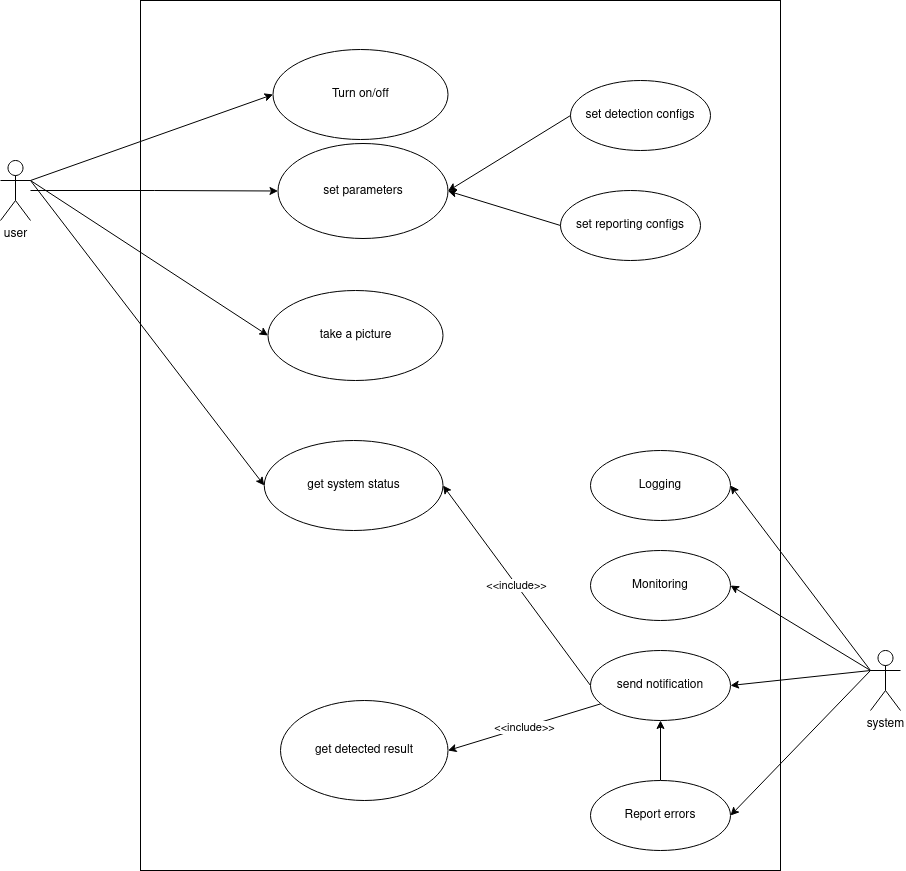 Turn on/off
set detection configs
set parameters
set reporting configs
user
take a picture
get system status
Logging
<<include>>
Monitoring
send notification
system
<<include>>
get detected result
Report errors